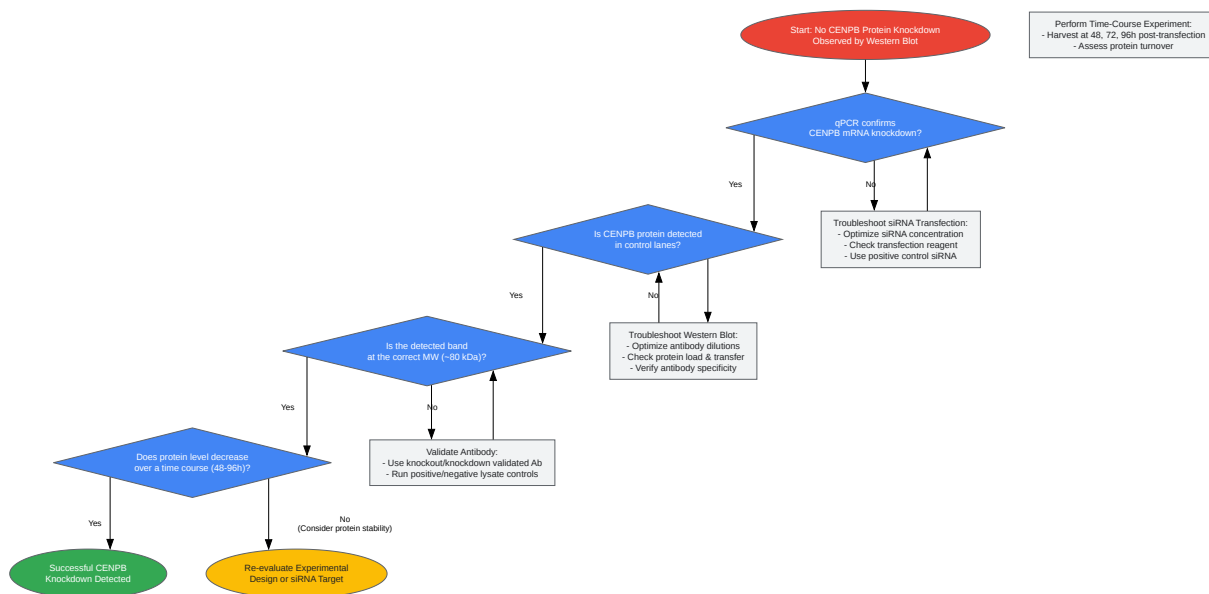 Start: No CENPB Protein Knockdown
Observed by Western Blot
Perform Time-Course Experiment:
- Harvest at 48, 72, 96h post-transfection
- Assess protein turnover
qPCR confirms
CENPB mRNA knockdown?
Yes
No
Troubleshoot siRNA Transfection:
- Optimize siRNA concentration
- Check transfection reagent
- Use positive control siRNA
Is CENPB protein detected
in control lanes?
Yes
No
Troubleshoot Western Blot:
- Optimize antibody dilutions
- Check protein load & transfer
- Verify antibody specificity
Is the detected band
at the correct MW (~80 kDa)?
Yes
No
Validate Antibody:
- Use knockout/knockdown validated Ab
- Run positive/negative lysate controls
Does protein level decrease
over a time course (48-96h)?
Yes
No
(Consider protein stability)
Successful CENPB
Knockdown Detected
Re-evaluate Experimental
Design or siRNA Target